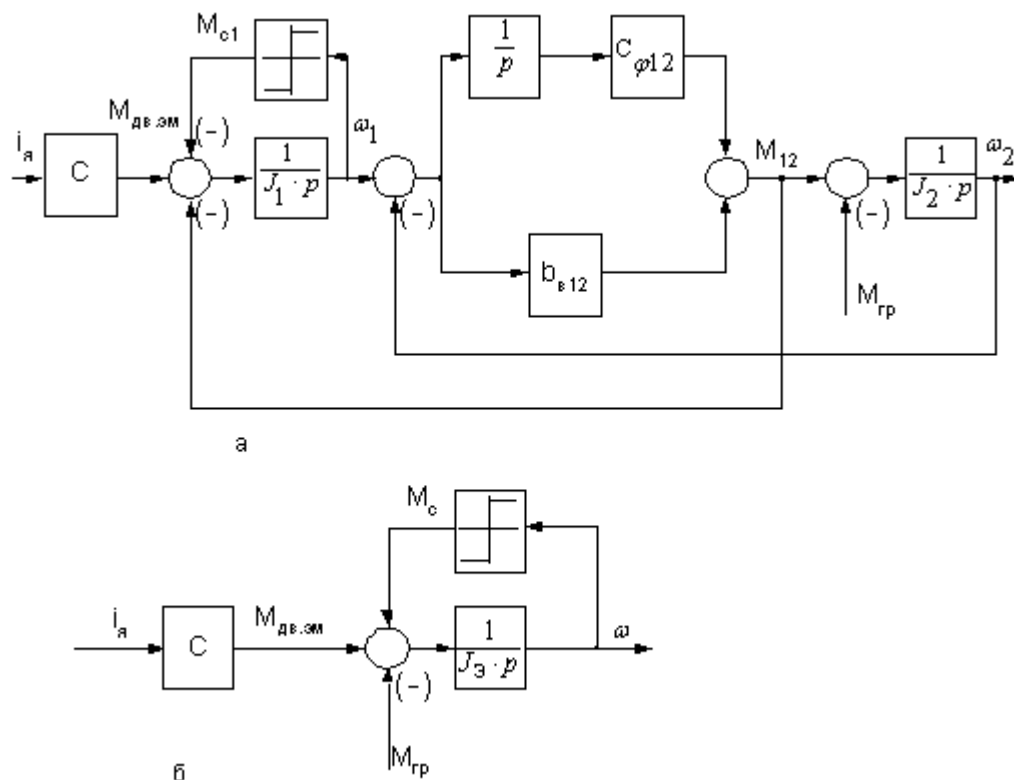 M_c1
1/p
C_φ12
M_дв.эм
(-)
ω_1
i_я
C
1/(J_1 · p)
(-)
(-)
M_12
1/(J_2 · p)
ω_2
(-)
b_в12
M_гр
а
M_c
i_я
C
M_дв.эм
1/(J_Э · p)
ω
(-)
M_гр
б